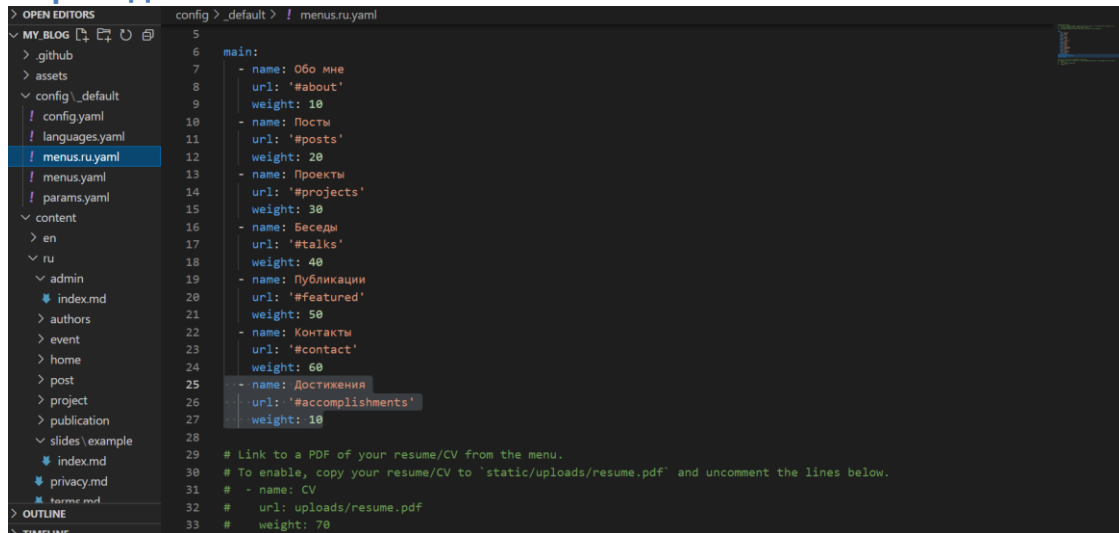 OPEN EDITORS
MY_BLOG
.github
assets
config\_default
config.yaml
languages.yaml
menus.ru.yaml
menus.yaml
params.yaml
content
en
ru
admin
index.md
authors
event
home
post
project
publication
slides\example
index.md
privacy.md
terms.md
OUTLINE
TIMELINE
config > _default > ! menus.ru.yaml
5
6 main:
7 - name: Обо мне
8 url: '#about'
9 weight: 10
10 - name: Посты
11 url: '#posts'
12 weight: 20
13 - name: Проекты
14 url: '#projects'
15 weight: 30
16 - name: Беседы
17 url: '#talks'
18 weight: 40
19 - name: Публикации
20 url: '#featured'
21 weight: 50
22 - name: Контакты
23 url: '#contact'
24 weight: 60
25 - name: Достижения
26 url: '#accomplishments'
27 weight: 10
28
29 # Link to a PDF of your resume/CV from the menu.
30 # To enable, copy your resume/CV to `static/uploads/resume.pdf` and uncomment the lines below.
31 # - name: CV
32 # url: uploads/resume.pdf
33 # weight: 70